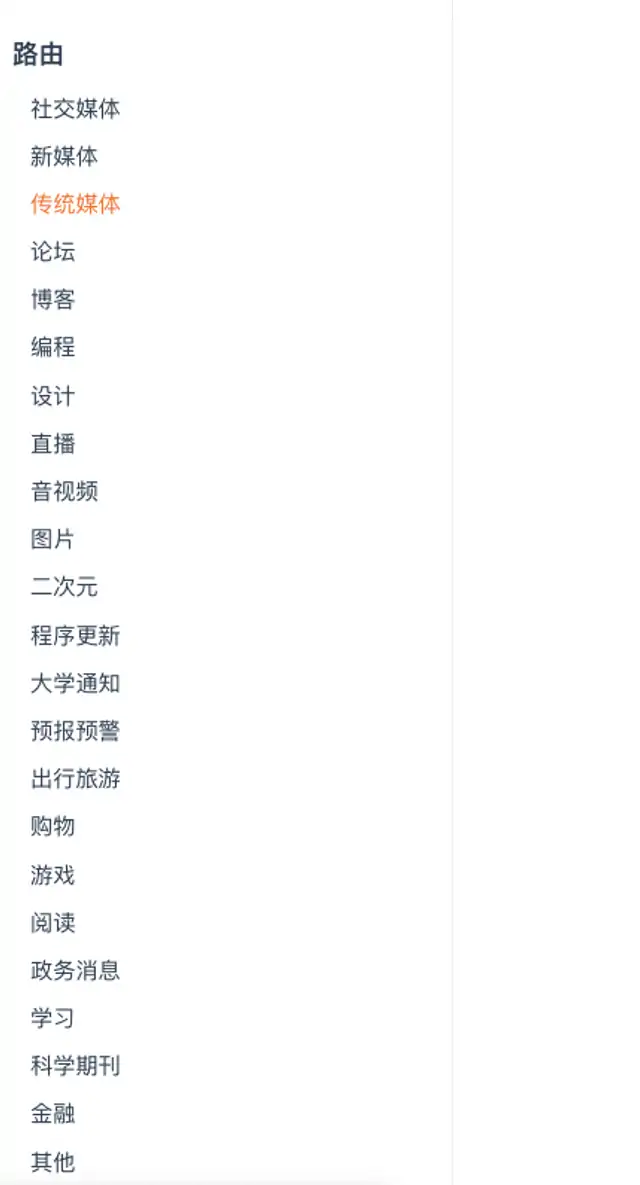 路由
社交媒体
新媒体
传统媒体
论坛
博客
编程
设计
直播
音视频
图片
二次元
程序更新
大学通知
预报预警
出行旅游
购物
游戏
阅读
政务消息
学习
科学期刊
金融
其他